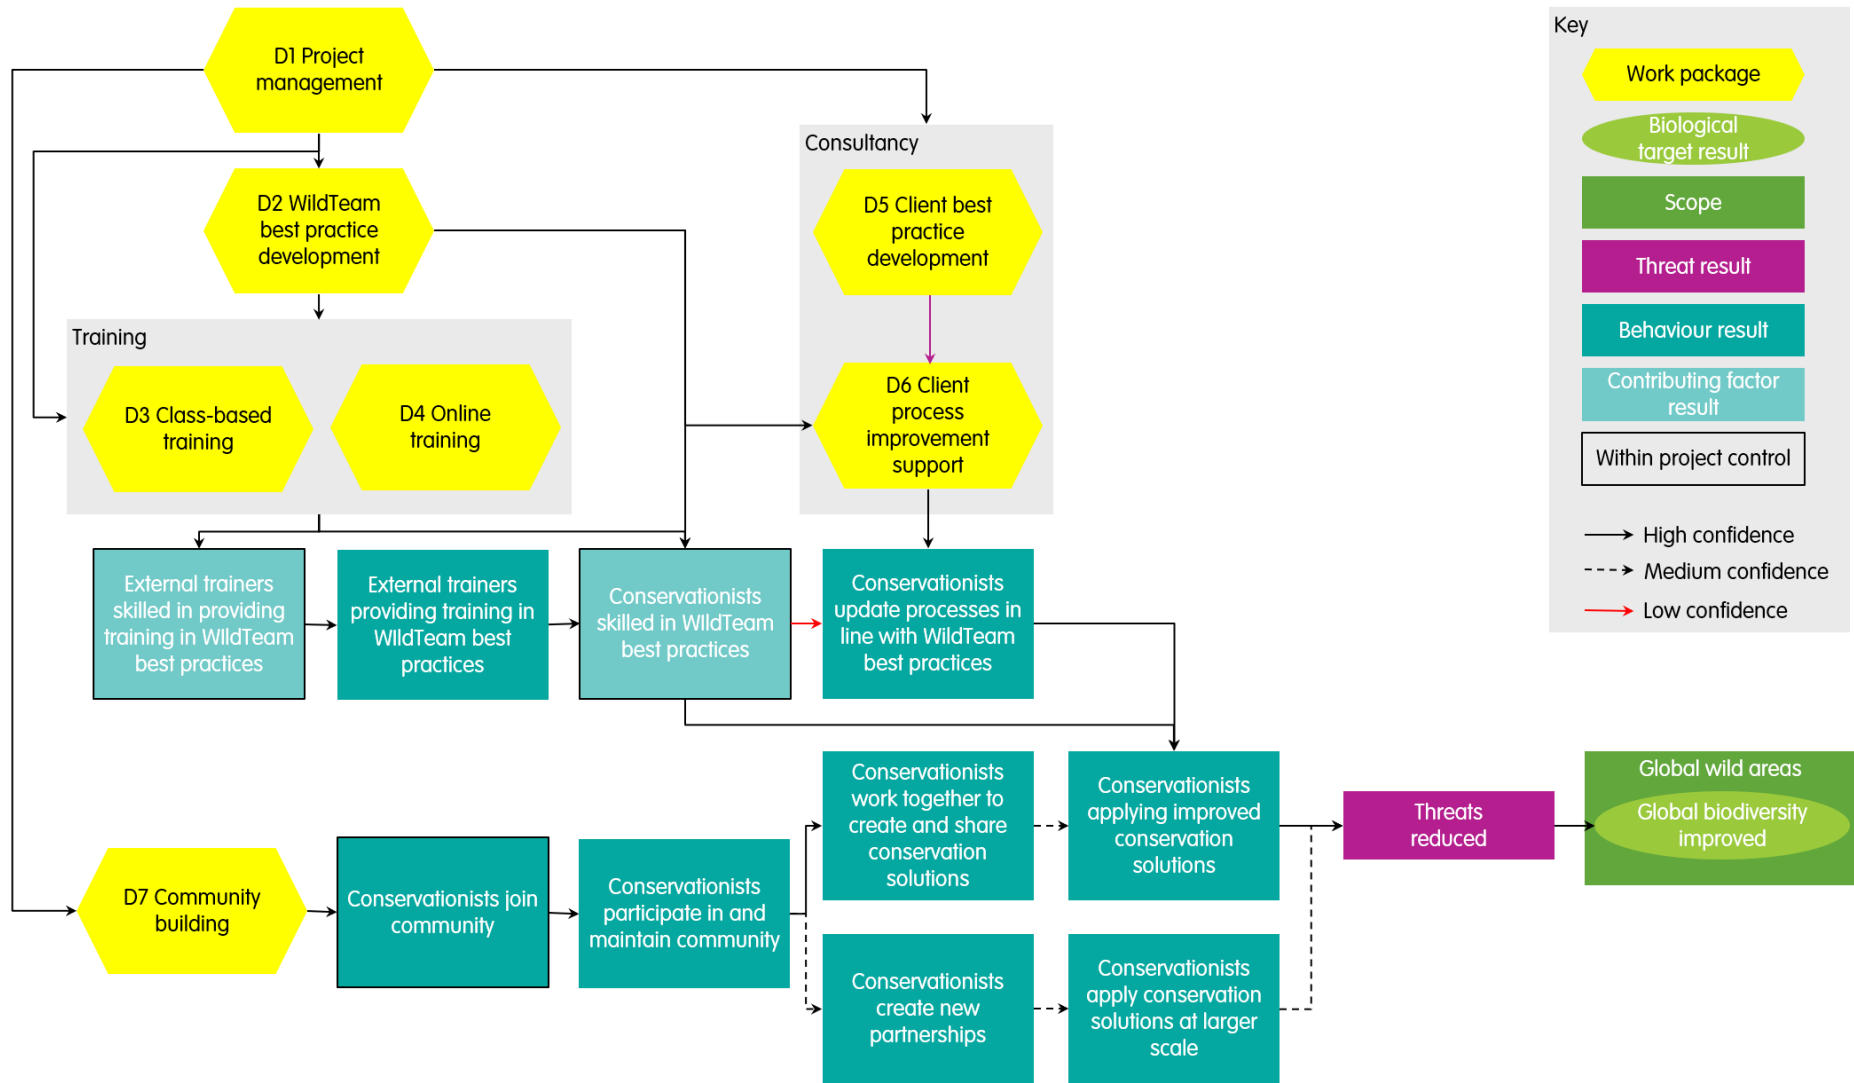 D1 Project
management
D2 WildTeam
best practice
development
Training
D3 Class-based
training
D4 Online
training
Consultancy
D5 Client best
practice
development
D6 Client
process
improvement
support
External trainers
skilled in providing
training in WIldTeam
best practices
External trainers
providing training in
WIldTeam best
practices
Conservationists
skilled in WIldTeam
best practices
Conservationists
update processes in
line with WildTeam
best practices
D7 Community
building
Conservationists join
community
Conservationists
participate in and
maintain community
Conservationists
work together to
create and share
conservation
solutions
Conservationists
applying improved
conservation
solutions
Conservationists
create new
partnerships
Conservationists
apply conservation
solutions at larger
scale
Threats
reduced
Global wild areas
Global biodiversity
improved
Key
Work package
Biological
target result
Scope
Threat result
Behaviour result
Contributing factor
result
Within project control
High confidence
Medium confidence
Low confidence